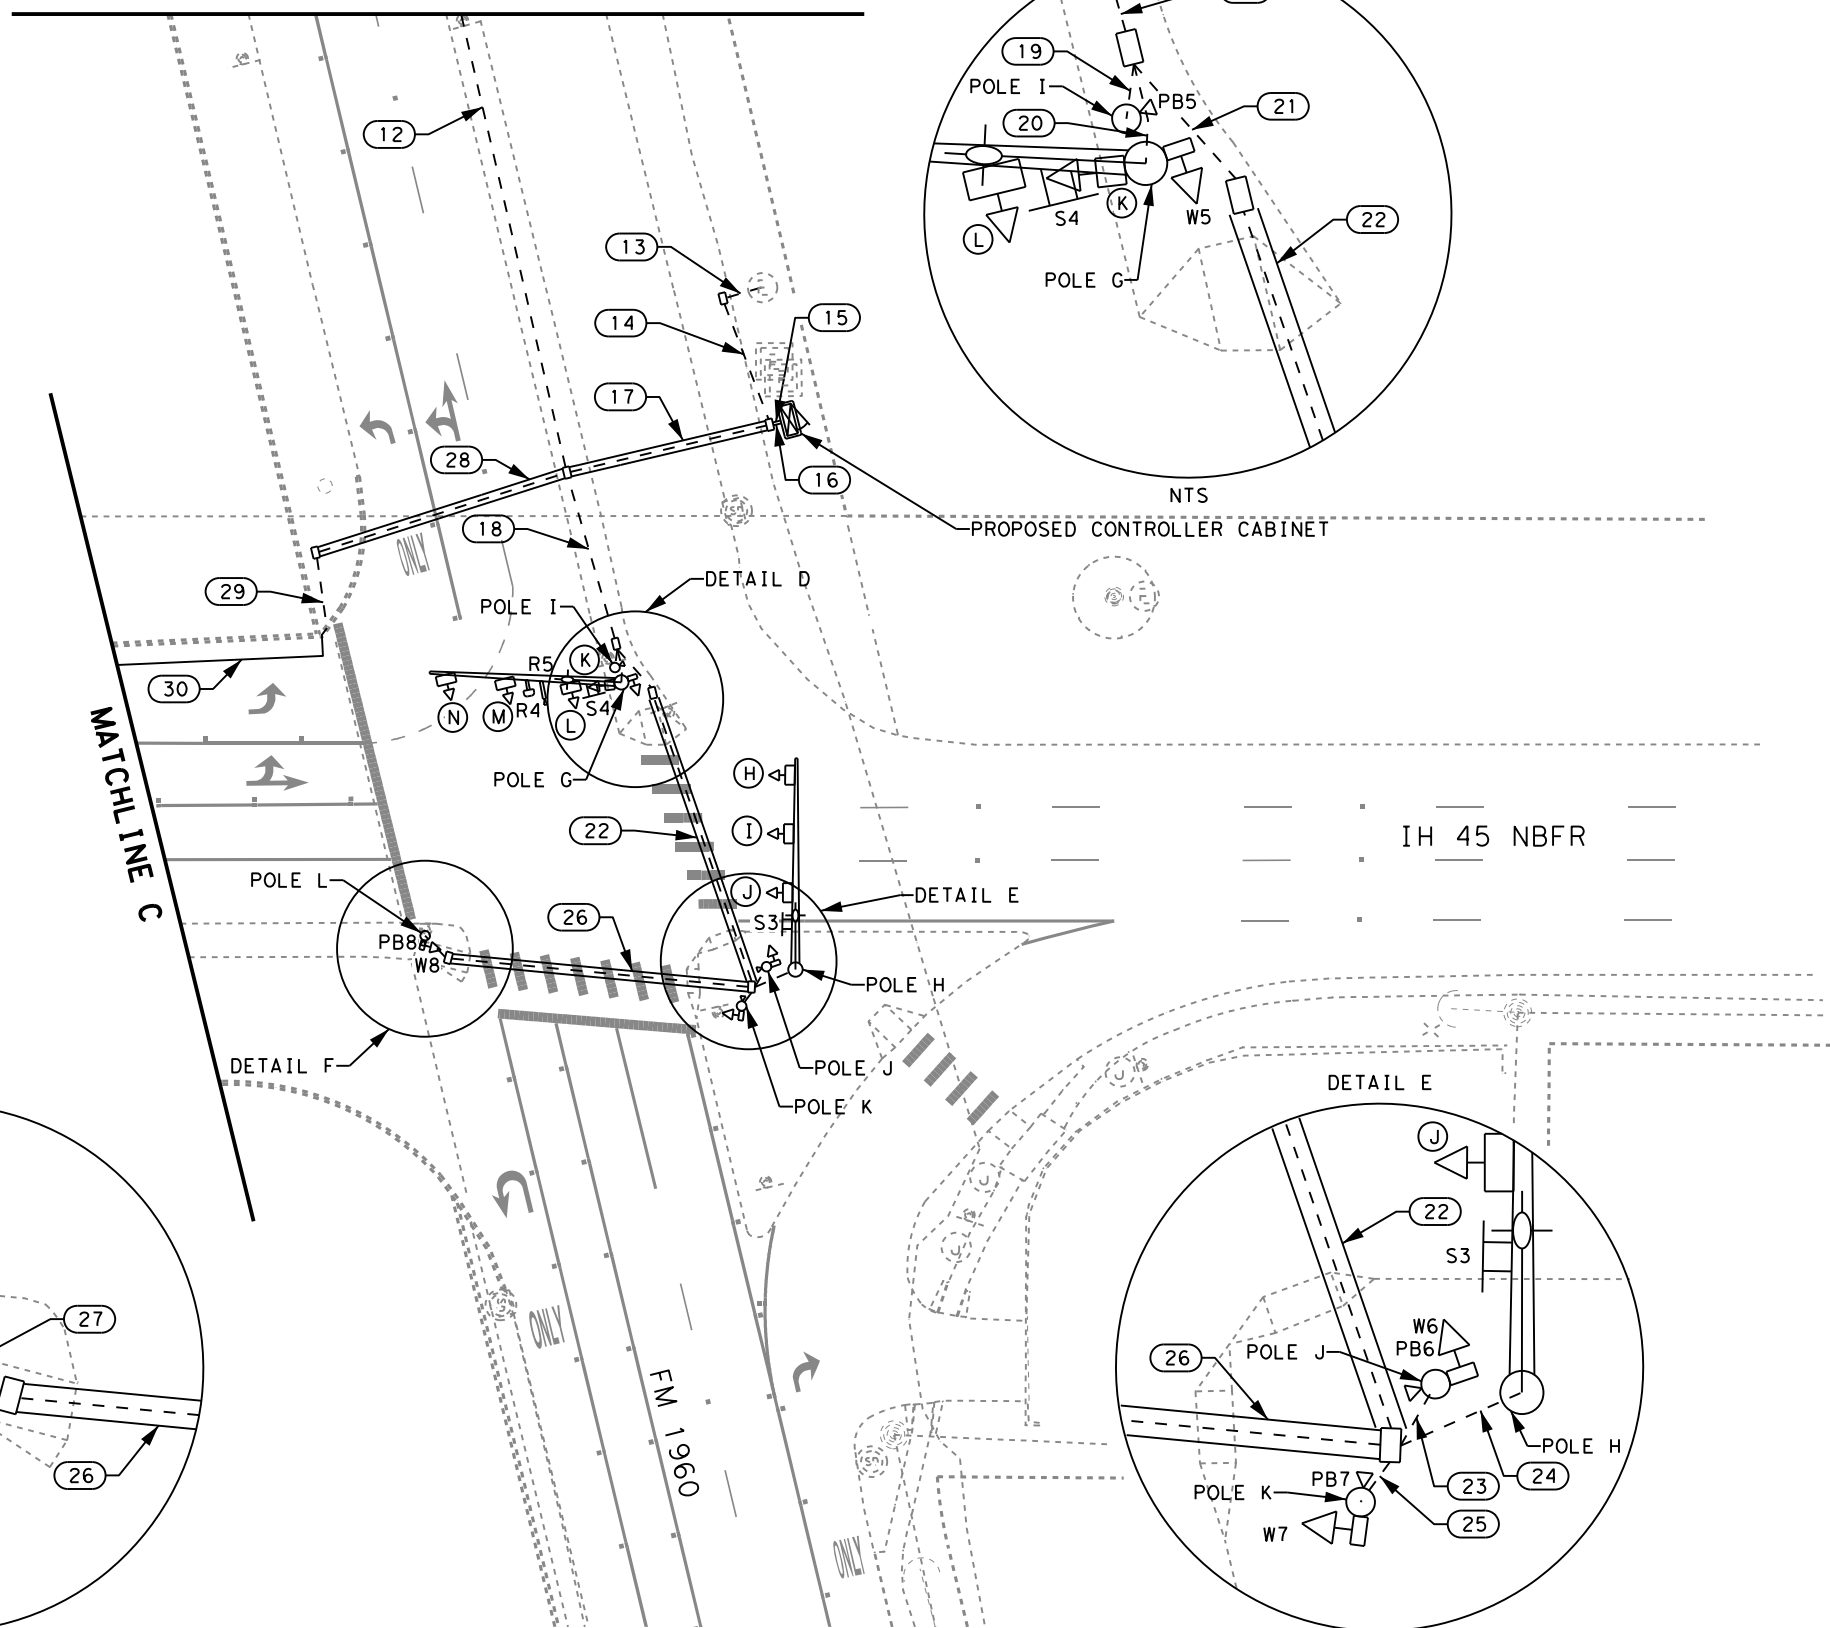 19
POLE I
PB5
20
21
12
K
S4
W5
L
22
13
POLE G
14
15
17
28
16
NTS
18
PROPOSED CONTROLLER CABINET
ONLY
29
DETAIL D
POLE I
R5
K
30
N
M
R4
S4
L
MATCHLINE C
POLE G
H
22
I
IH 45 NBFR
POLE L
J
DETAIL E
26
S3
PB8
W8
POLE H
DETAIL F
POLE J
POLE K
DETAIL E
J
22
S3
27
ONLY
W6
PB6
POLE J
26
FM 1960
POLE H
26
PB7
POLE K
23
24
25
W7
ONLY